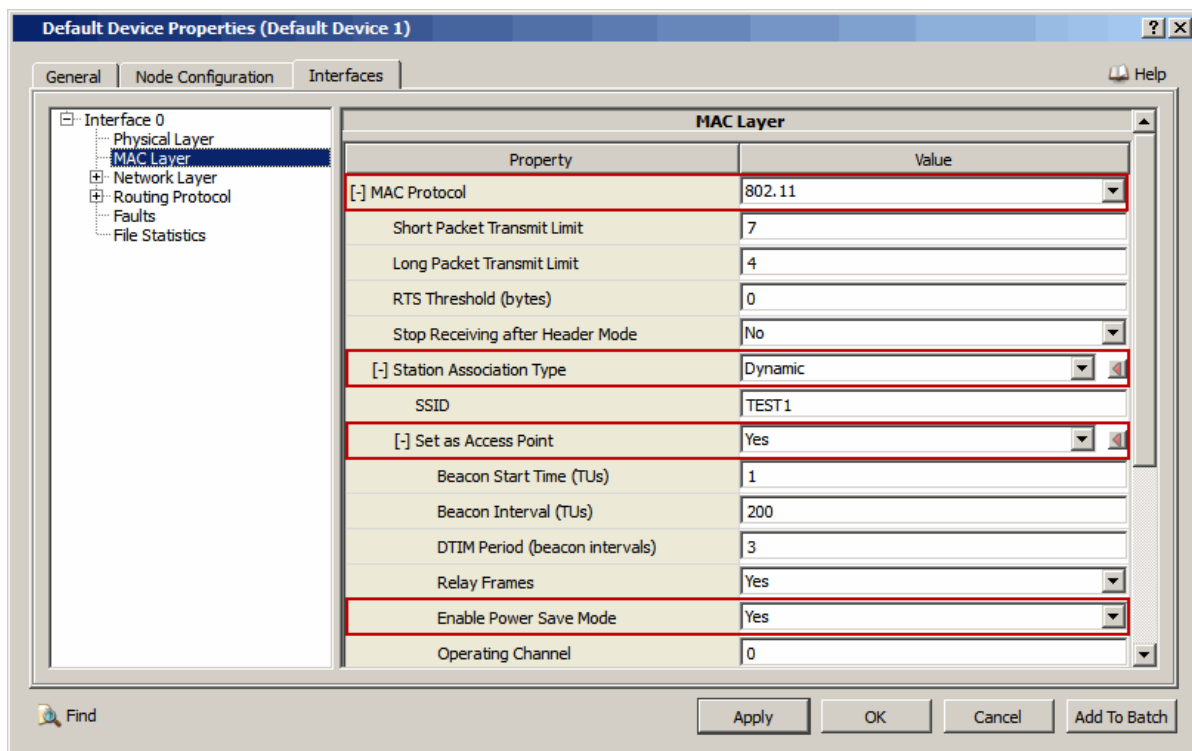 Default Device Properties (Default Device 1)
General Node Configuration Interfaces Help
Interface 0
Physical Layer
MAC Layer
Network Layer
Routing Protocol
Faults
File Statistics
MAC Layer
Property Value
[-] MAC Protocol 802.11
Short Packet Transmit Limit 7
Long Packet Transmit Limit 4
RTS Threshold (bytes) 0
Stop Receiving after Header Mode No
[-] Station Association Type Dynamic
SSID TEST1
[-] Set as Access Point Yes
Beacon Start Time (TUs) 1
Beacon Interval (TUs) 200
DTIM Period (beacon intervals) 3
Relay Frames Yes
Enable Power Save Mode Yes
Operating Channel 0
Find Apply OK Cancel Add To Batch